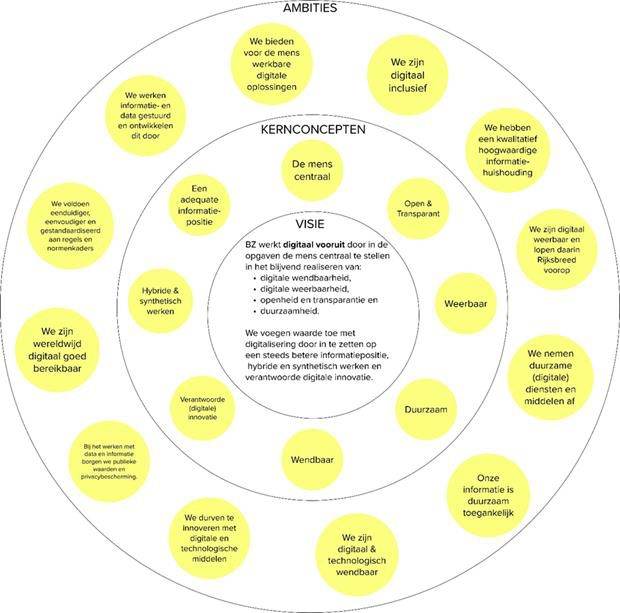 AMBITIES
We bieden
voor de mens
werkbare
digitale
oplossingen
We zijn
digitaal
inclusief
We hebben
een kwalitatief
hoogwaardige
informatie-
huishouding
We zijn digitaal
weerbaar en
lopen daarin
Rijksbreed
voorop
We nemen
duurzame
(digitale)
diensten en
middelen af
Onze
informatie is
duurzaam
toegankelijk
We zijn
digitaal &
technologisch
wendbaar
We durven te
innoveren met
digitale en
technologische
middelen
Bij het werken met
data en informatie
borgen we publieke
waarden en
privacybescherming.
We zijn
wereldwijd
digitaal goed
bereikbaar
We voldoen
eenduidiger,
eenvoudiger en
gestandaardiseerd
aan regels en
normenkaders
We werken
informatie- en
data gestuurd
en ontwikkelen
dit door
KERNCONCEPTEN
De mens
centraal
Open &
Transparant
Weerbaar
Duurzaam
Wendbaar
Verantwoorde
(digitale)
innovatie
Hybride &
synthetisch
werken
Een
adequate
informatie-
positie
VISIE
BZ werkt digitaal vooruit door in de
opgaven de mens centraal te stellen
in het blijvend realiseren van:
• digitale wendbaarheid,
• digitale weerbaarheid,
• openheid en transparantie en
• duurzaamheid.
We voegen waarde toe met
digitalisering door in te zetten op
een steeds betere informatiepositie,
hybride en synthetisch werken en
verantwoorde digitale innovatie.